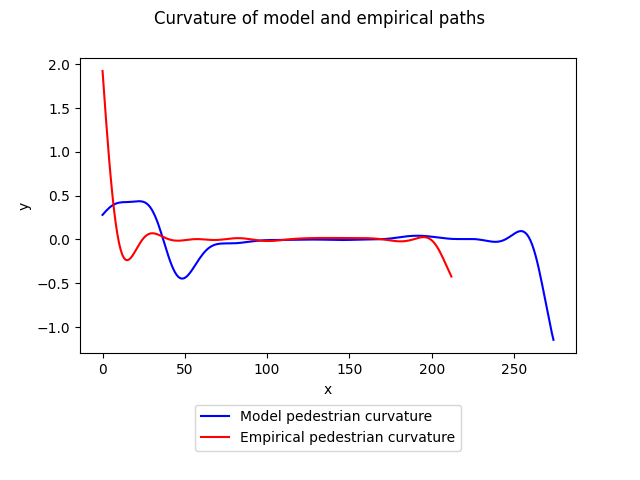 Curvature of model and empirical paths
2.0
1.5
1.0
0.5
0.0
−0.5
−1.0
y
0 50 100 150 200 250
x
Model pedestrian curvature
Empirical pedestrian curvature